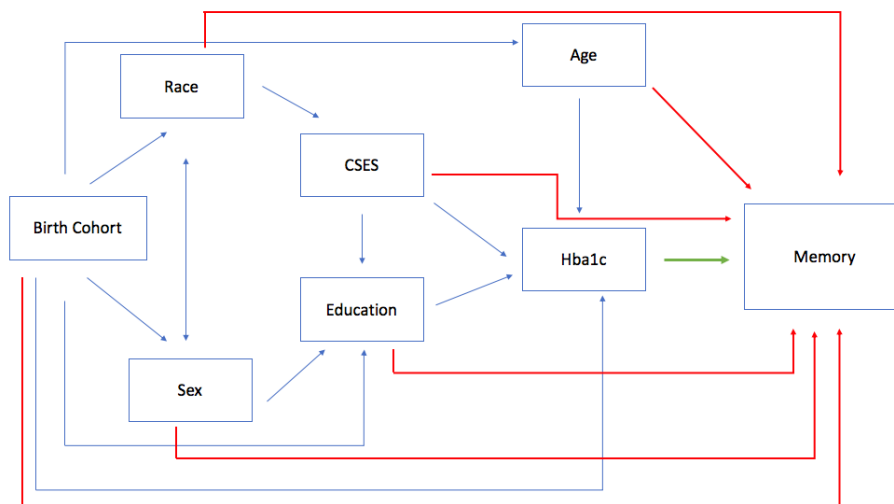 Age
Race
CSES
Birth Cohort
Hba1c
Memory
Education
Sex